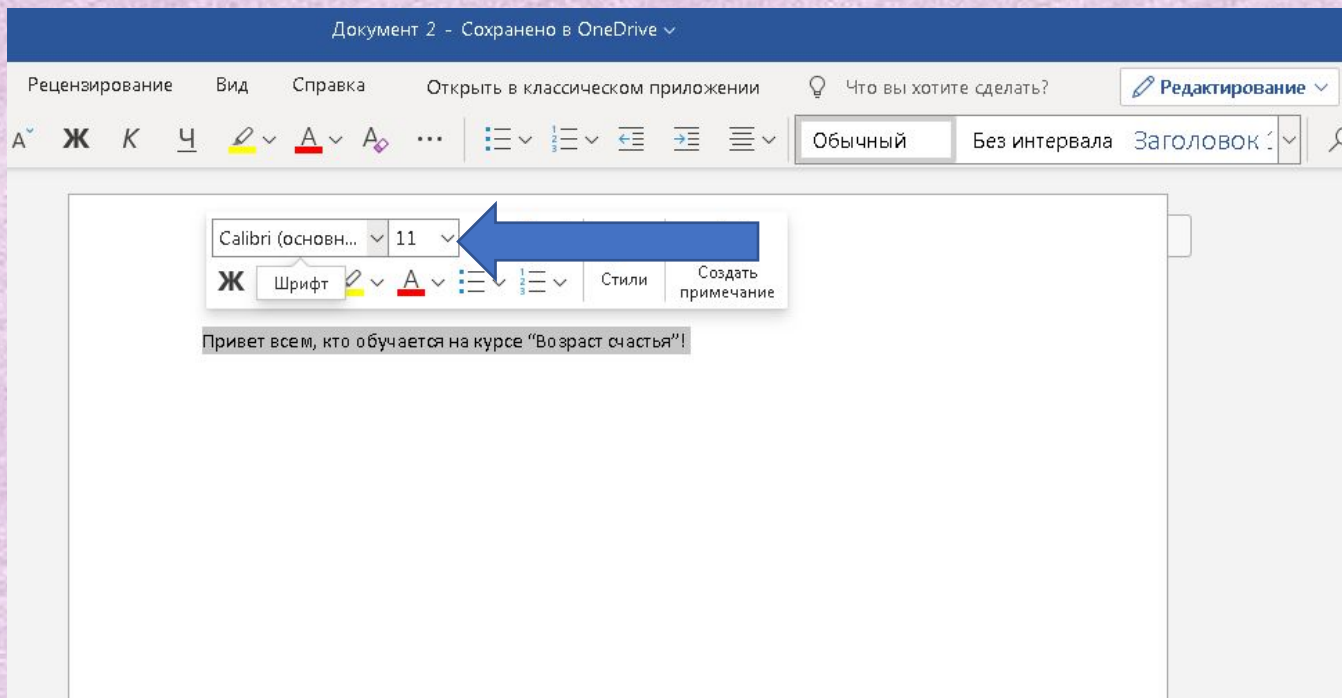 Документ 2 - Сохранено в OneDrive
Рецензирование Вид Справка Открыть в классическом приложении Что вы хотите сделать? Редактирование
A Ж К Ч A A ... Обычный Без интервала Заголовок
Calibri (основн... 11
Ж Шрифт A Стили Создать примечание
Привет всем, кто обучается на курсе “Возраст счастья”!